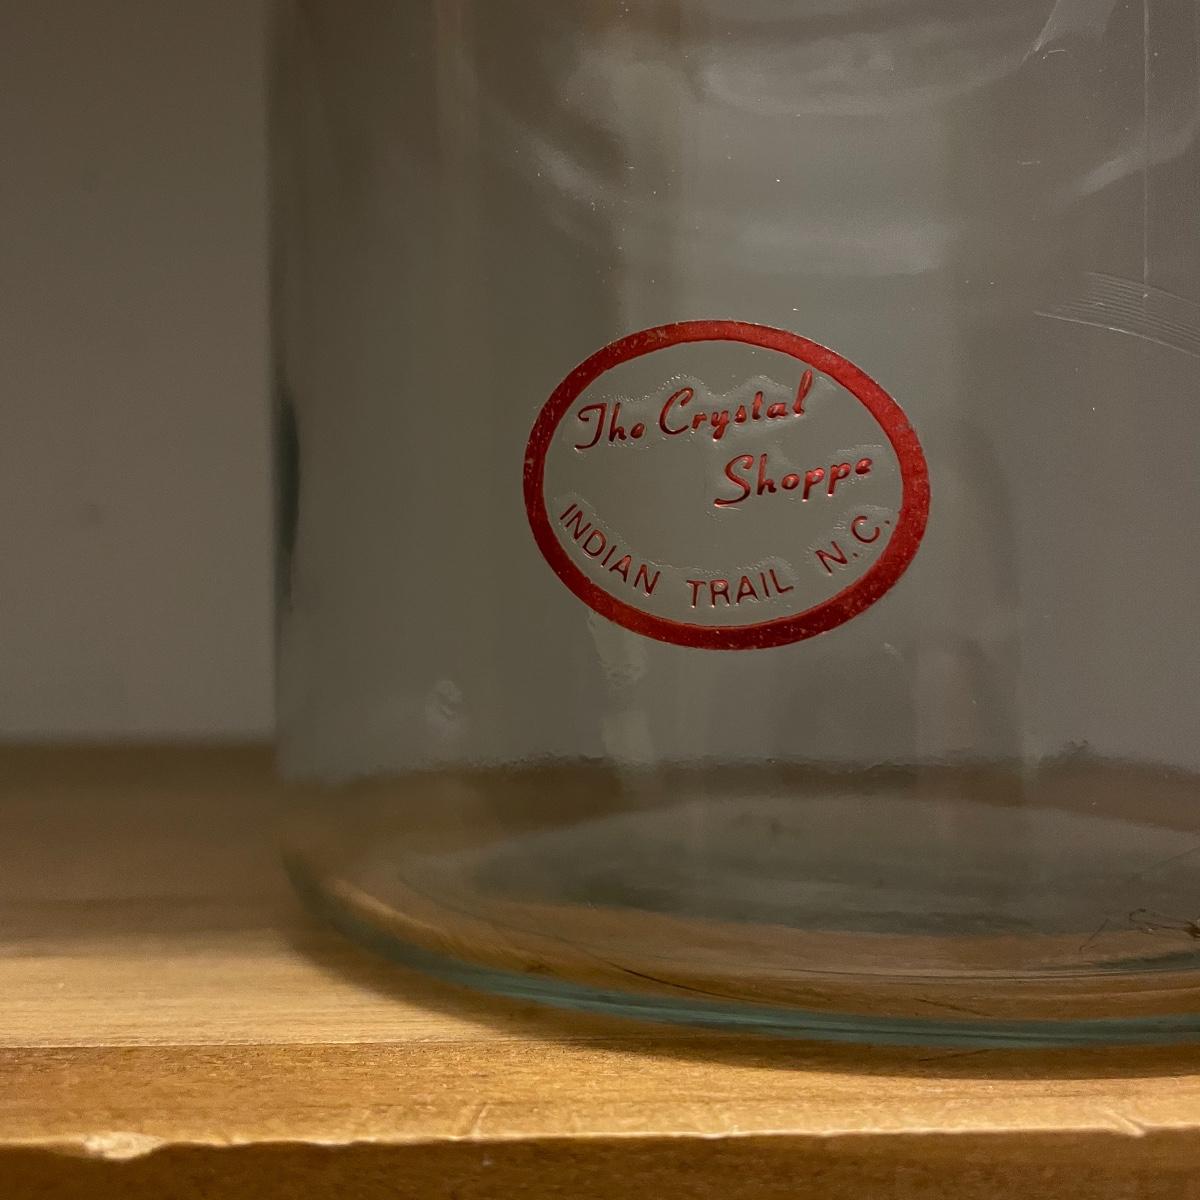 The Crystal
Shoppe
INDIAN TRAIL N.C.